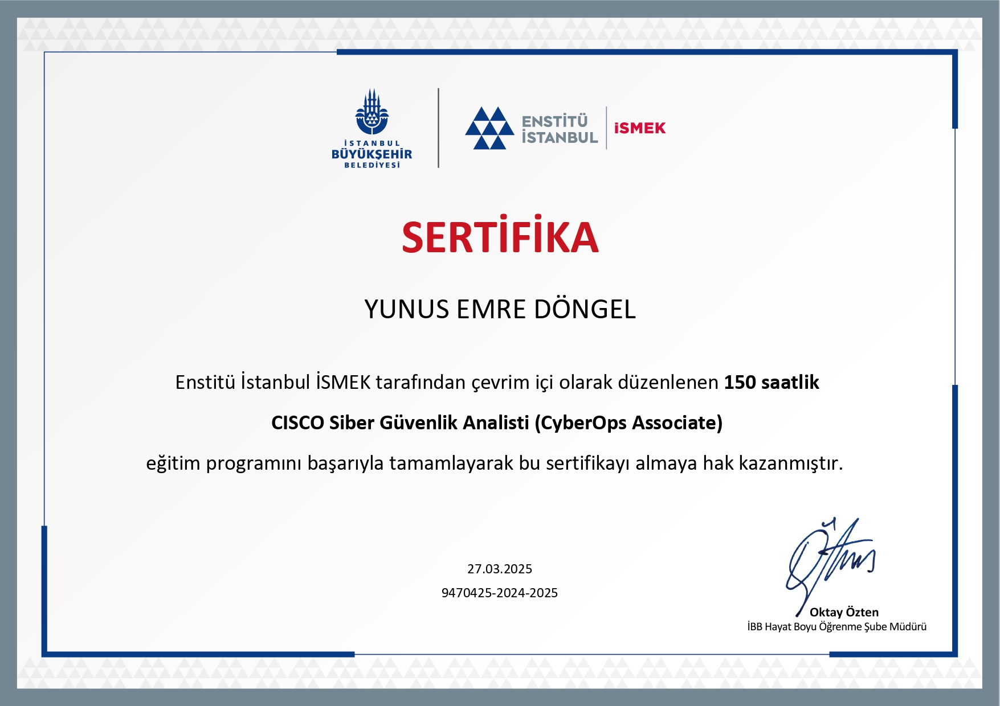 İSTANBUL
BÜYÜKŞEHİR
BELEDİYESİ
ENSTİTÜ
İSTANBUL
iSMEK
SERTİFİKA
YUNUS EMRE DÖNGEL
Enstitü İstanbul İSMEK tarafından çevrim içi olarak düzenlenen 150 saatlik
CISCO Siber Güvenlik Analisti (CyberOps Associate)
eğitim programını başarıyla tamamlayarak bu sertifikayı almaya hak kazanmıştır.
27.03.2025
9470425-2024-2025
Oktay Özten
İBB Hayat Boyu Öğrenme Şube Müdürü